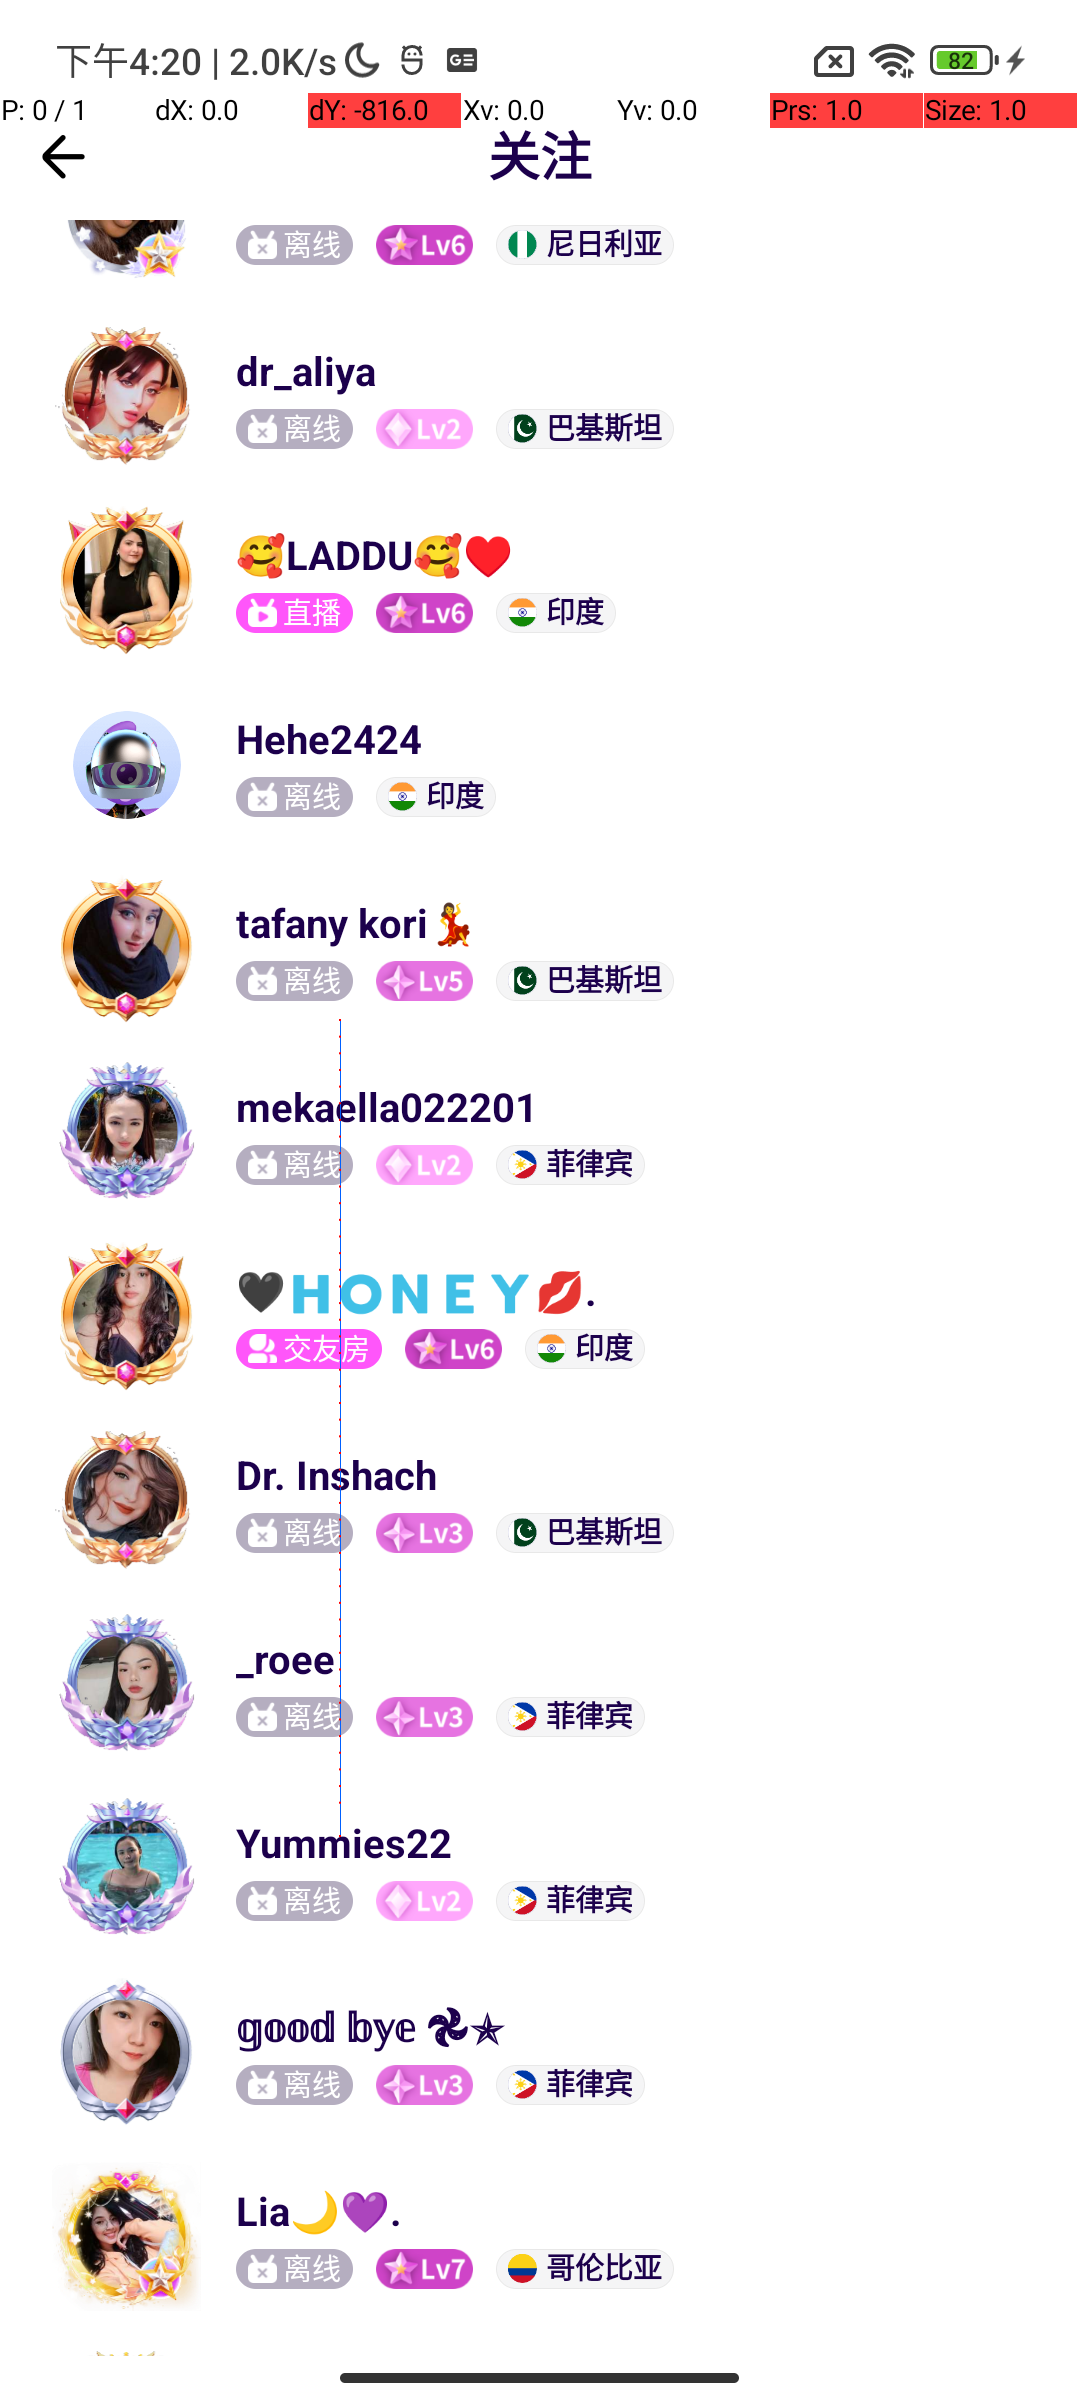 下午4:20 | 2.0K/s
82
P: 0 / 1 dX: 0.0 dY: -816.0 Xv: 0.0 Yv: 0.0 Prs: 1.0 Size: 1.0
关注
离线 Lv6 尼日利亚
dr_aliya
离线 Lv2 巴基斯坦
🥰LADDU🥰♥️
直播 Lv6 印度
Hehe2424
离线 印度
tafany kori💃
离线 Lv5 巴基斯坦
mekaella022201
离线 Lv2 菲律宾
🖤H O N E Y💋.
交友房 Lv6 印度
Dr. Inshach
离线 Lv3 巴基斯坦
_roee
离线 Lv3 菲律宾
Yummies22
离线 Lv2 菲律宾
𝕘𝕠𝕠𝕕 𝕓𝕪𝕖 ✯
离线 Lv3 菲律宾
Lia🌙💜.
离线 Lv7 哥伦比亚